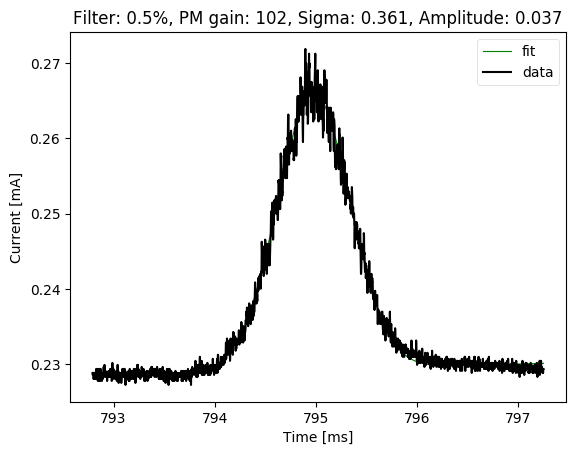 Filter: 0.5%, PM gain: 102, Sigma: 0.361, Amplitude: 0.037
fit
data
0.27
0.26
0.25
0.24
0.23
Current [mA]
793
794
795
796
797
Time [ms]